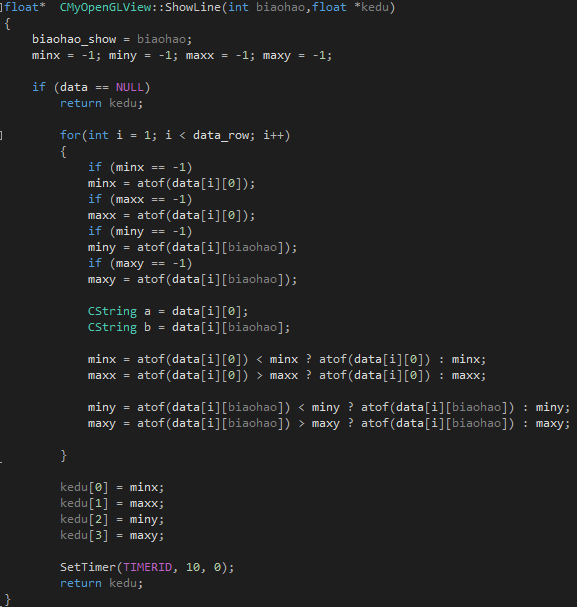 float*  CMyOpenGLView::ShowLine(int biaohao,float *kedu)
{
    biaohao_show = biaohao;
    minx = -1; miny = -1; maxx = -1; maxy = -1;
    if (data == NULL)
        return kedu;
        for(int i = 1; i < data_row; i++)
        {
            if (minx == -1)
            minx = atof(data[i][0]);
            if (maxx == -1)
            maxx = atof(data[i][0]);
            if (miny == -1)
            miny = atof(data[i][biaohao]);
            if (maxy == -1)
            maxy = atof(data[i][biaohao]);
            CString a = data[i][0];
            CString b = data[i][biaohao];
            minx = atof(data[i][0]) < minx ? atof(data[i][0]) : minx;
            maxx = atof(data[i][0]) > maxx ? atof(data[i][0]) : maxx;
            miny = atof(data[i][biaohao]) < miny ? atof(data[i][biaohao]) : miny;
            maxy = atof(data[i][biaohao]) > maxy ? atof(data[i][biaohao]) : maxy;
        }
        kedu[0] = minx;
        kedu[1] = maxx;
        kedu[2] = miny;
        kedu[3] = maxy;
        SetTimer(TIMERID, 10, 0);
        return kedu;
}